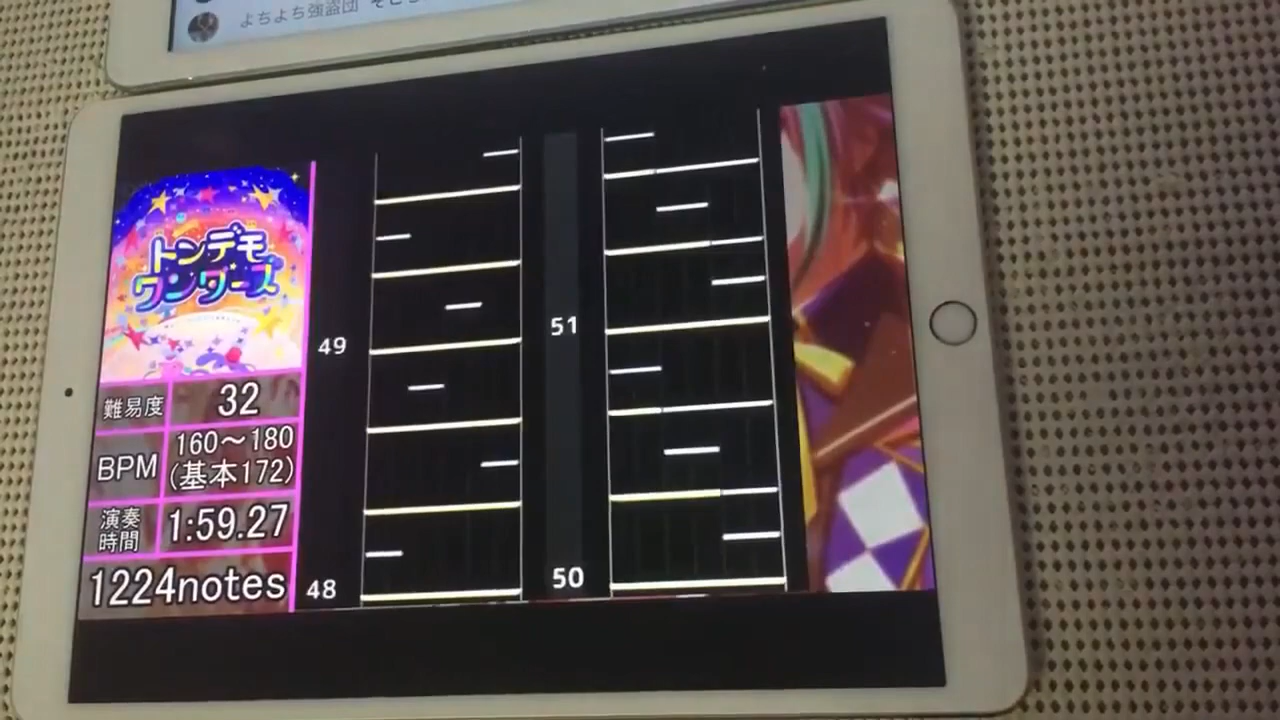 よちよち強盗団
トンデモ
ワンダーズ
難易度 32
BPM 160～180
(基本172)
演奏
時間 1:59.27
1224notes
49
48
51
50